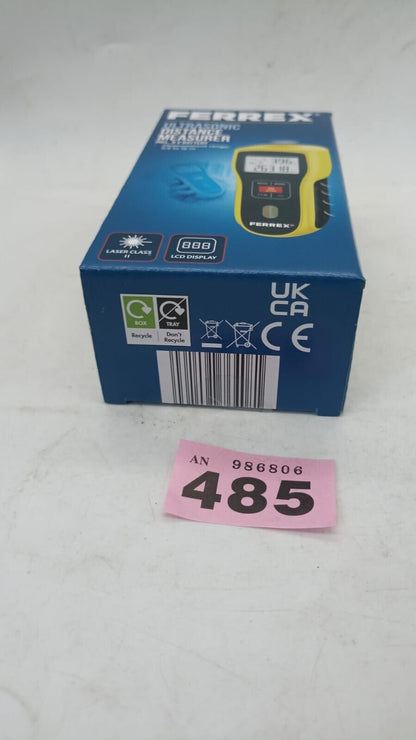 FERREX®
ULTRASONIC
DISTANCE
MEASURER
FERREX
LASER CLASS
II
888
LCD DISPLAY
UK
CA
CE
BOX
TRAY
Recycle
Don't
Recycle
AN 986806
485